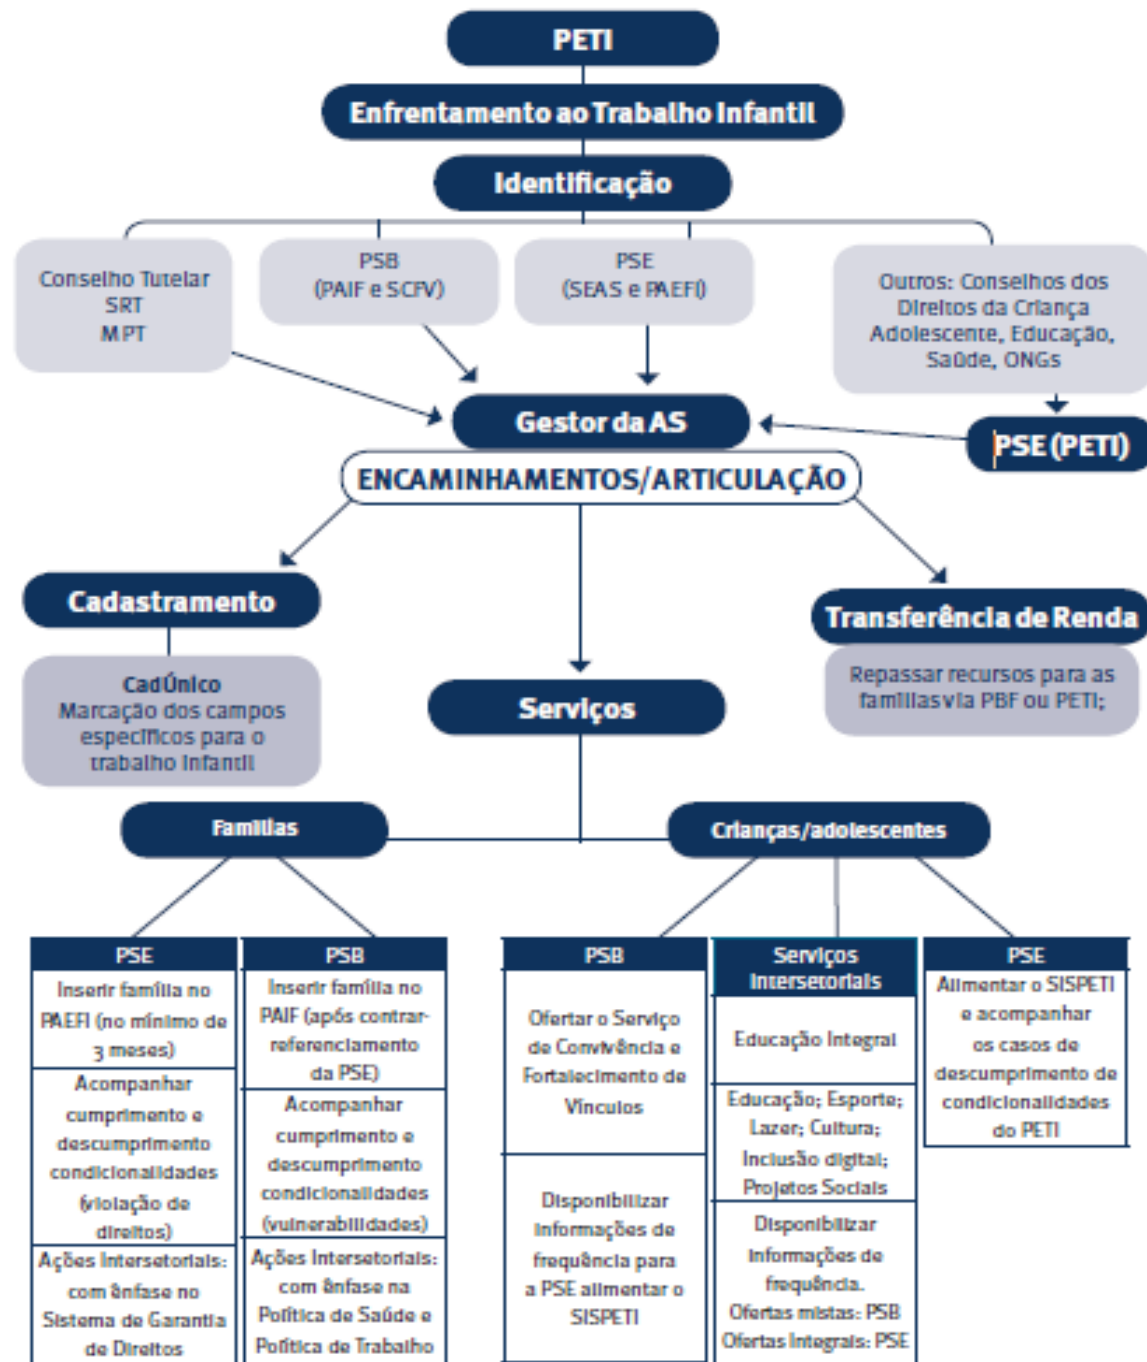 PETI
Enfrentamento ao Trabalho Infantil
Identificação
Conselho Tutelar
SRT
MPT
PSB
(PAIF e SCFV)
PSE
(SEAS e PAEFI)
Outros: Conselhos dos
Direitos da Criança
Adolescente, Educação,
Saúde, ONGs
Gestor da AS
PSE (PETI)
ENCAMINHAMENTOS/ARTICULAÇÃO
Cadastramento
CadÚnico
Marcação dos campos
específicos para o
trabalho infantil
Transferência de Renda
Repassar recursos para as
famílias via PBF ou PETI;
Serviços
Famílias
Crianças/adolescentes
PSE
Inserir família no
PAEFI (no mínimo de
3 meses)
Acompanhar
cumprimento e
descumprimento
condicionalidades
(violação de
direitos)
Ações Intersetoriais:
com ênfase no
Sistema de Garantia
de Direitos
PSB
Inserir família no
PAIF (após contrar-
referenciamento
da PSE)
Acompanhar
cumprimento e
descumprimento
condicionalidades
(vulnerabilidades)
Ações Intersetoriais:
com ênfase na
Política de Saúde e
Política de Trabalho
PSB
Ofertar o Serviço
de Convivência e
Fortalecimento de
Vínculos
Disponibilizar
informações de
frequência para
a PSE alimentar o
SISPETI
Serviços
Intersetoriais
Educação Integral
Educação; Esporte;
Lazer; Cultura;
Inclusão digital;
Projetos Sociais
Disponibilizar
informações de
frequência.
Ofertas mistas: PSB
Ofertas Integrais: PSE
PSE
Alimentar o SISPETI
e acompanhar
os casos de
descumprimento de
condicionalidades
do PETI